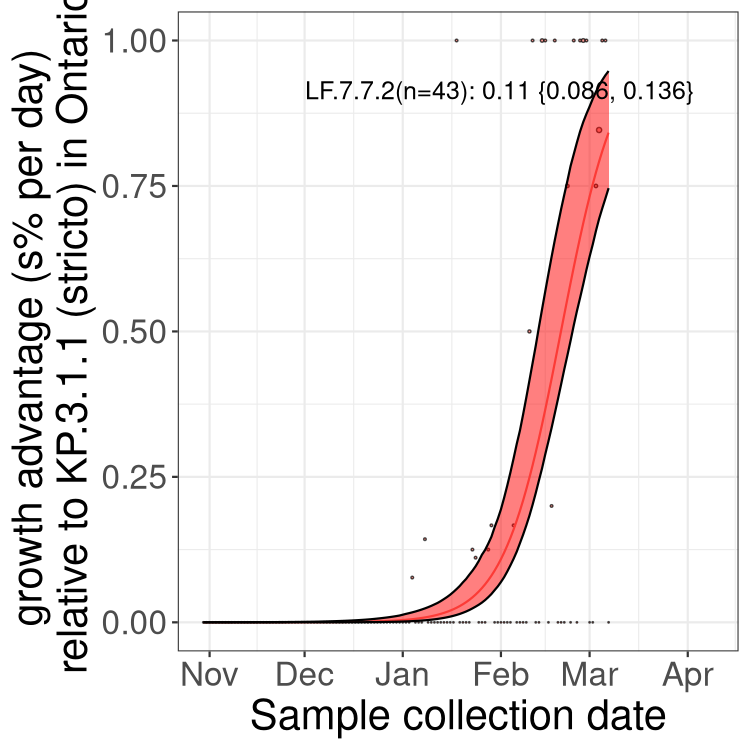 growth advantage (s% per day)
relative to KP.3.1.1 (stricto) in Ontario
1.00
0.75
0.50
0.25
0.00
LF.7.7.2(n=43): 0.11 {0.086, 0.136}
Nov Dec Jan Feb Mar Apr
Sample collection date